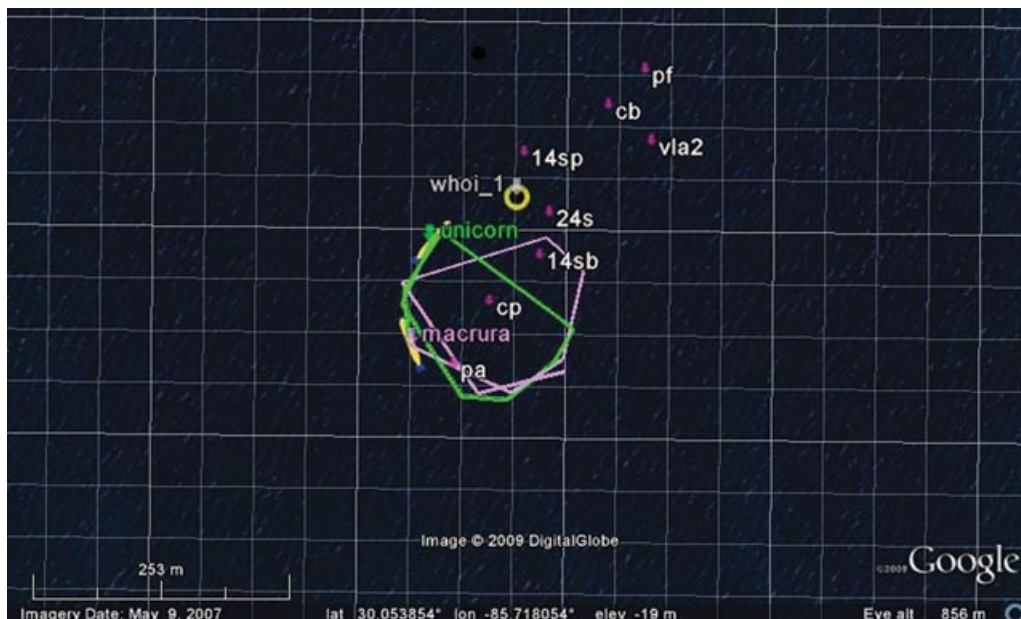 pf
cb
vla2
14sp
whoi_1
24s
unicorn
14sb
cp
macrura
pa
Image © 2009 DigitalGlobe
©2009 Google
253 m
Imagery Date: May 9, 2007 lat 30.053854° lon -85.718054° elev -19 m Eye alt 856 m